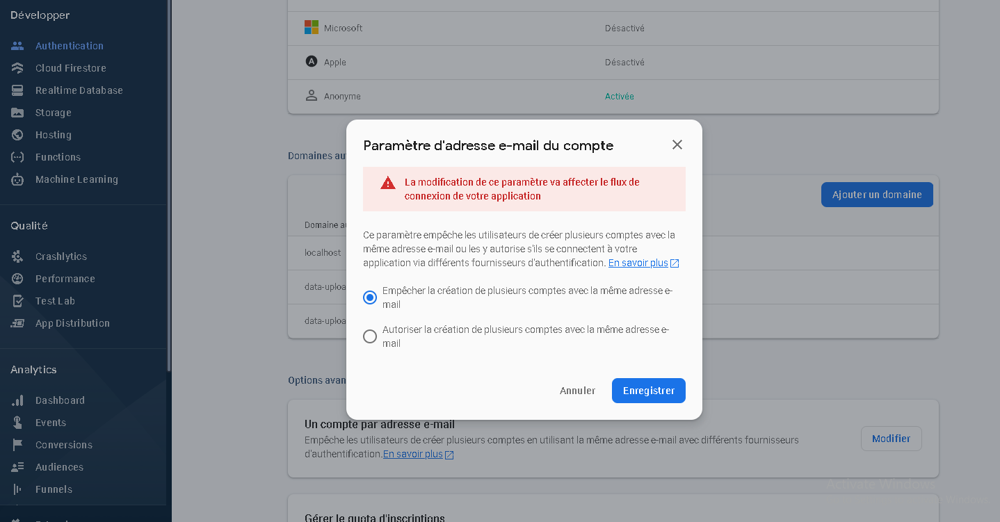 Développer
Authentication
Cloud Firestore
Realtime Database
Storage
Hosting
Functions
Machine Learning
Qualité
Crashlytics
Performance
Test Lab
App Distribution
Analytics
Dashboard
Events
Conversions
Audiences
Funnels
Microsoft Désactivé
Apple Désactivé
Anonyme Activée
Domaines
Ajouter un domaine
Domaine
localhost
data-uploa
data-uploa
Paramètre d'adresse e-mail du compte
La modification de ce paramètre va affecter le flux de
connexion de votre application
Ce paramètre empêche les utilisateurs de créer plusieurs comptes avec la
même adresse e-mail ou les y autorise s'ils se connectent à votre
application via différents fournisseurs d'authentification. En savoir plus
Empêcher la création de plusieurs comptes avec la même adresse e-
mail
Autoriser la création de plusieurs comptes avec la même adresse e-
mail
Annuler Enregistrer
Options avan
Un compte par adresse e-mail
Empêche les utilisateurs de créer plusieurs comptes en utilisant la même adresse e-mail avec différents fournisseurs
d'authentification.En savoir plus
Modifier
Activate Windows
Windows.
Gérer le quota d'inscriptions